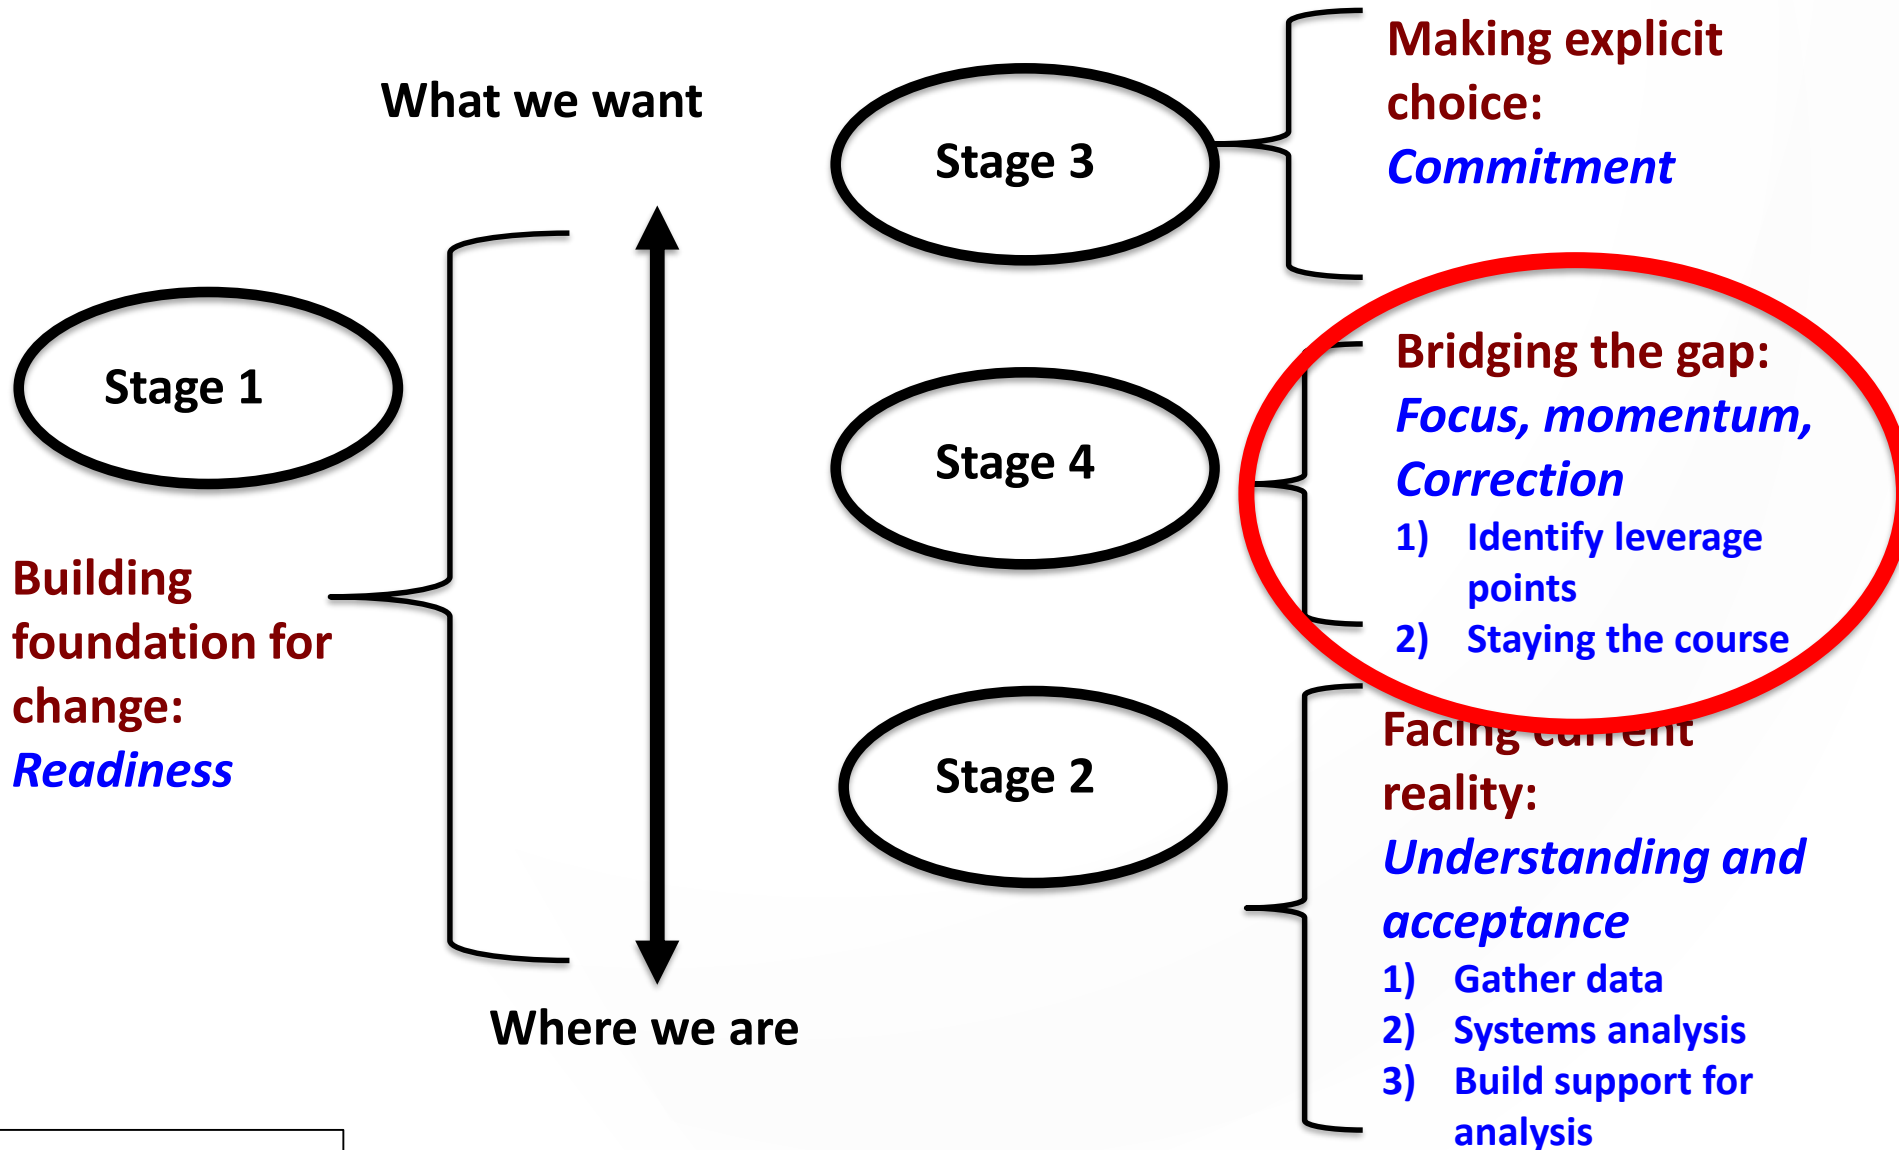 What we want
Stage 1
Building
foundation for
change:
Readiness
Where we are
Stage 3
Making explicit
choice:
Commitment
Stage 4
Bridging the gap:
Focus, momentum,
Correction
1) Identify leverage
points
2) Staying the course
Stage 2
Facing current
reality:
Understanding and
acceptance
1) Gather data
2) Systems analysis
3) Build support for
analysis